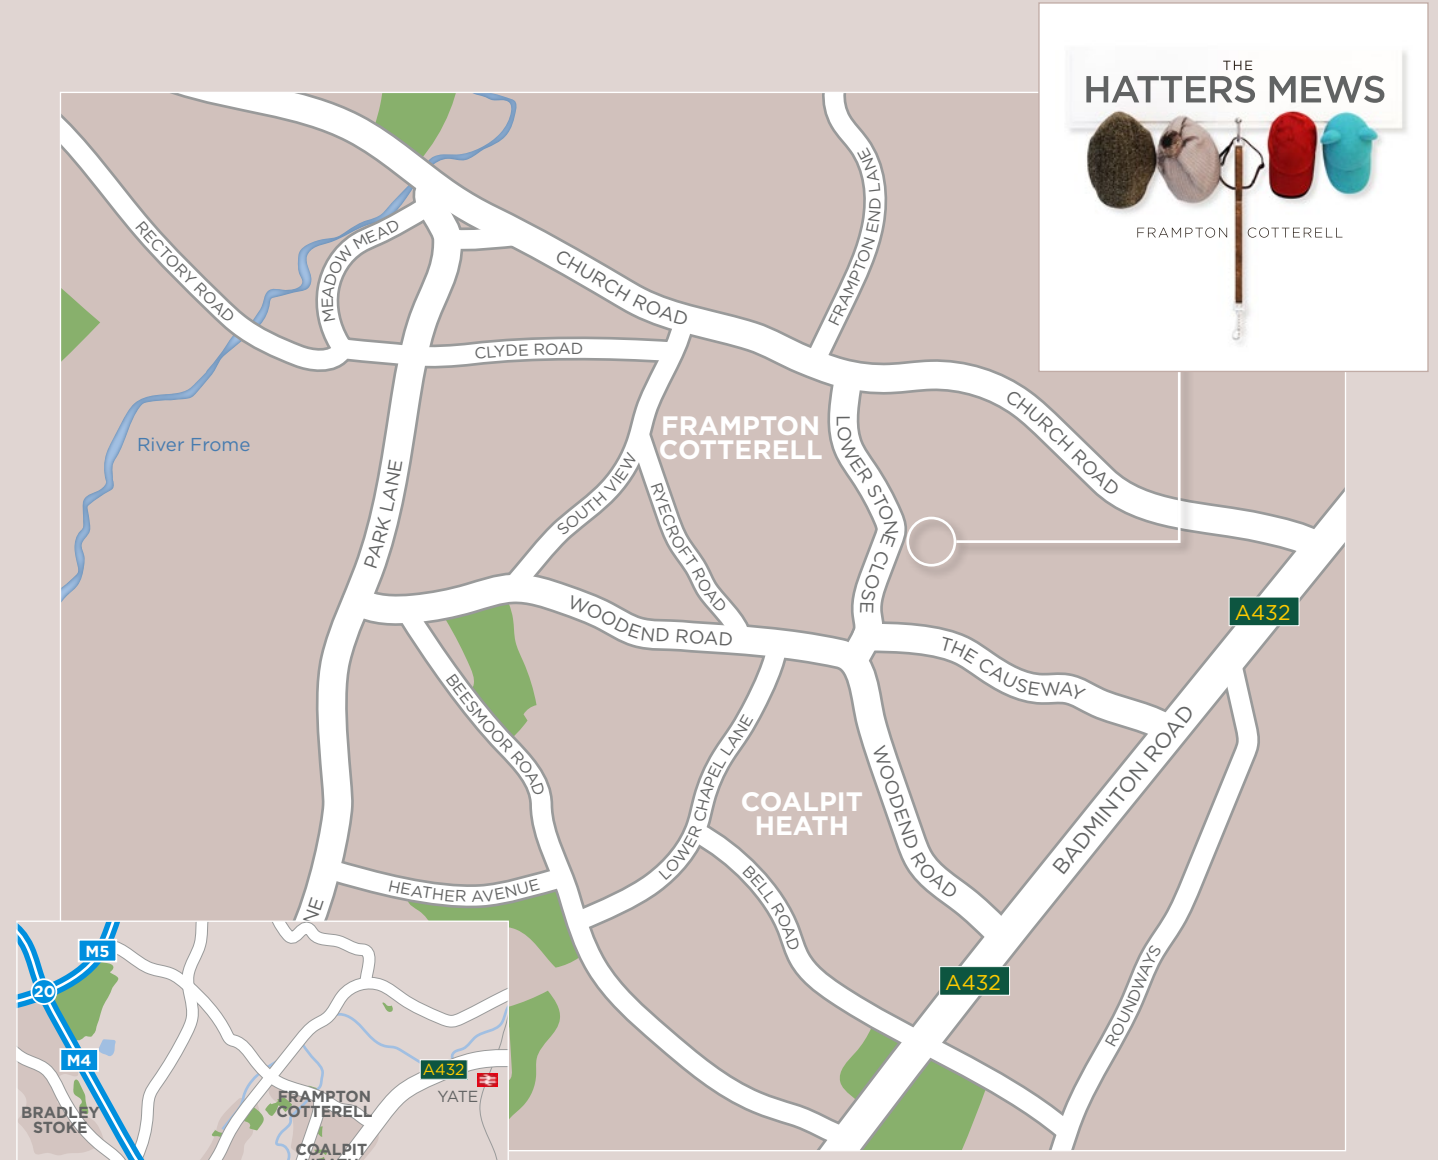 THE
HATTERS MEWS
FRAMPTON COTTERELL
RECTORY ROAD
MEADOW MEAD
CHURCH ROAD
FRAMPTON END LANE
CLYDE ROAD
River Frome
FRAMPTON
COTTERELL
CHURCH ROAD
LOWER STONE CLOSE
PARK LANE
SOUTH VIEW
RYECROFT ROAD
A432
WOODEND ROAD
THE CAUSEWAY
BEESMOOR ROAD
LOWER CHAPEL LANE
BADMINTON ROAD
COALPIT
HEATH
WOODEND ROAD
HEATHER AVENUE
BELL ROAD
NE
A432
ROUNDWAYS
M5
20
M4
A432
YATE
FRAMPTON
COTTERELL
BRADLEY
STOKE
COALPIT
HEATH